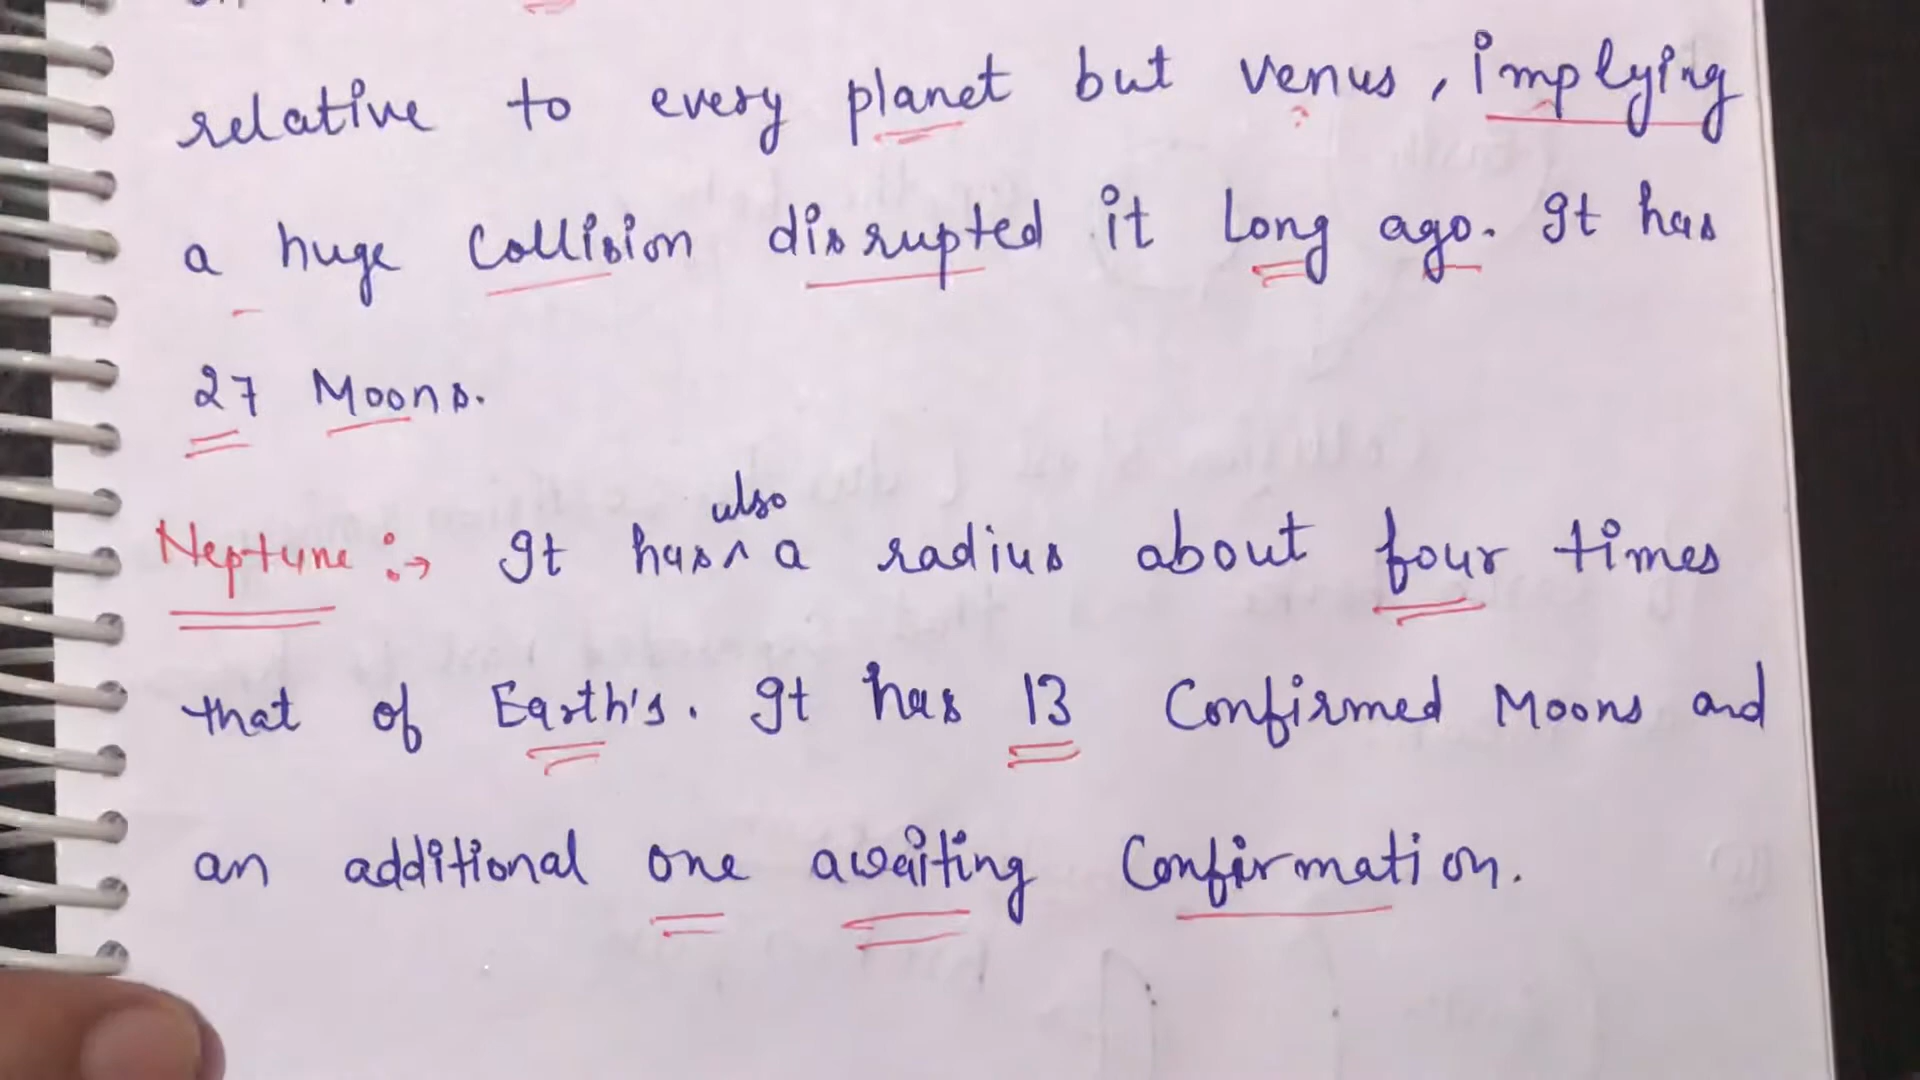 relative to every planet but venus, implying
a huge Collision disrupted it Long ago. It has
27 Moons.
Neptune :→ It has ^ also a radius about four times
that of Earth's. It has 13 Confirmed Moons and
an additional one awaiting Confirmation.